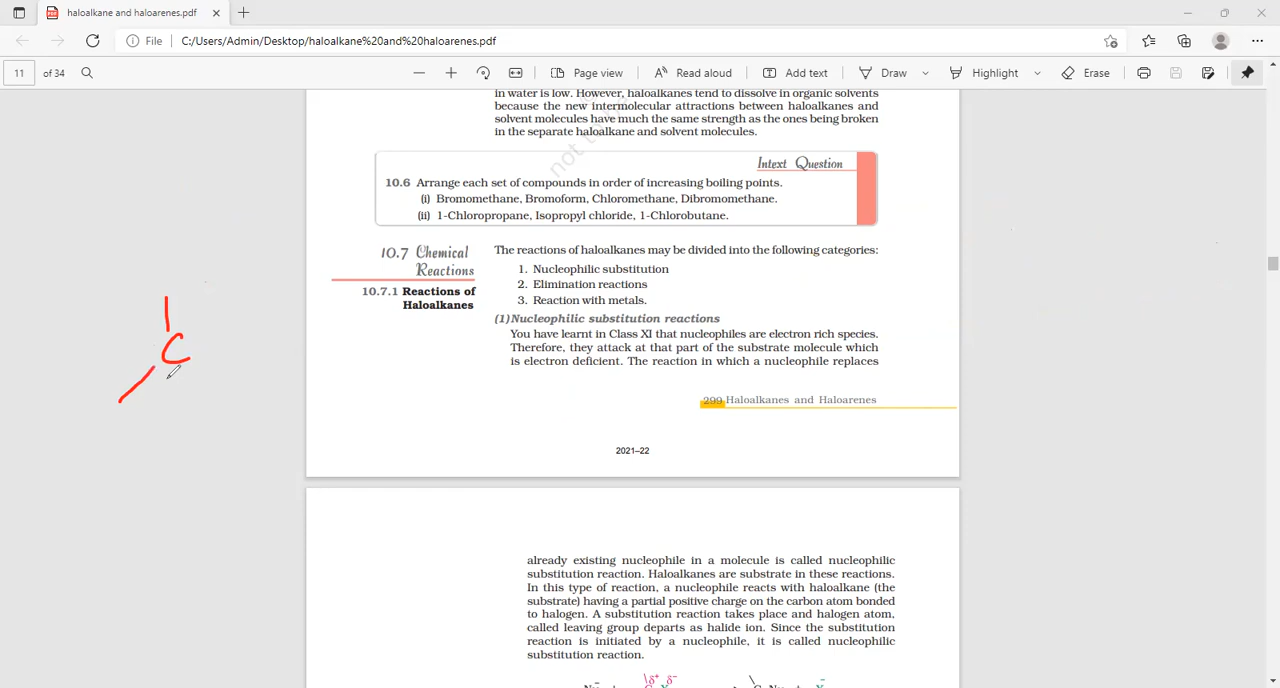 haloalkane and haloarenes.pdf
File C:/Users/Admin/Desktop/haloalkane%20and%20haloarenes.pdf
11 of 34 Page view Read aloud Add text Draw Highlight Erase
in water is low. However, haloalkanes tend to dissolve in organic solvents
because the new intermolecular attractions between haloalkanes and
solvent molecules have much the same strength as the ones being broken
in the separate haloalkane and solvent molecules.
not
Intext Question
10.6 Arrange each set of compounds in order of increasing boiling points.
(i) Bromomethane, Bromoform, Chloromethane, Dibromomethane.
(ii) 1-Chloropropane, Isopropyl chloride, 1-Chlorobutane.
10.7 Chemical
Reactions
10.7.1 Reactions of
Haloalkanes
The reactions of haloalkanes may be divided into the following categories:
1. Nucleophilic substitution
2. Elimination reactions
3. Reaction with metals.
(1)Nucleophilic substitution reactions
You have learnt in Class XI that nucleophiles are electron rich species.
Therefore, they attack at that part of the substrate molecule which
is electron deficient. The reaction in which a nucleophile replaces
C
299 Haloalkanes and Haloarenes
2021–22
already existing nucleophile in a molecule is called nucleophilic
substitution reaction. Haloalkanes are substrate in these reactions.
In this type of reaction, a nucleophile reacts with haloalkane (the
substrate) having a partial positive charge on the carbon atom bonded
to halogen. A substitution reaction takes place and halogen atom,
called leaving group departs as halide ion. Since the substitution
reaction is initiated by a nucleophile, it is called nucleophilic
substitution reaction.
δ+ δ−